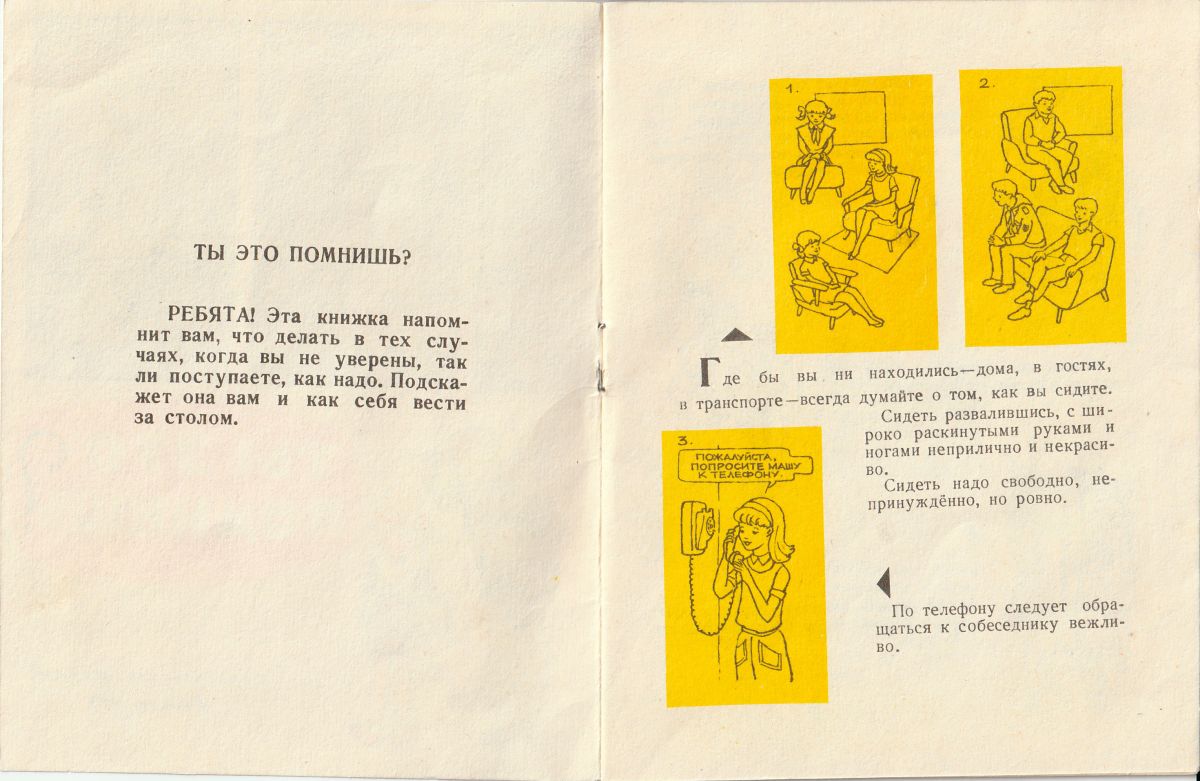 ТЫ ЭТО ПОМНИШЬ?
РЕБЯТА! Эта книжка напом-
нит вам, что делать в тех слу-
чаях, когда вы не уверены, так
ли поступаете, как надо. Подска-
жет она вам и как себя вести
за столом.
1.
2.
Где бы вы ни находились—дома, в гостях,
в транспорте—всегда думайте о том, как вы сидите.
Сидеть развалившись, с ши-
роко раскинутыми руками и
ногами неприлично и некраси-
во.
Сидеть надо свободно, не-
принуждённо, но ровно.
3.
ПОЖАЛУЙСТА,
ПОПРОСИТЕ МАШУ
К ТЕЛЕФОНУ.
По телефону следует обра-
щаться к собеседнику вежли-
во.